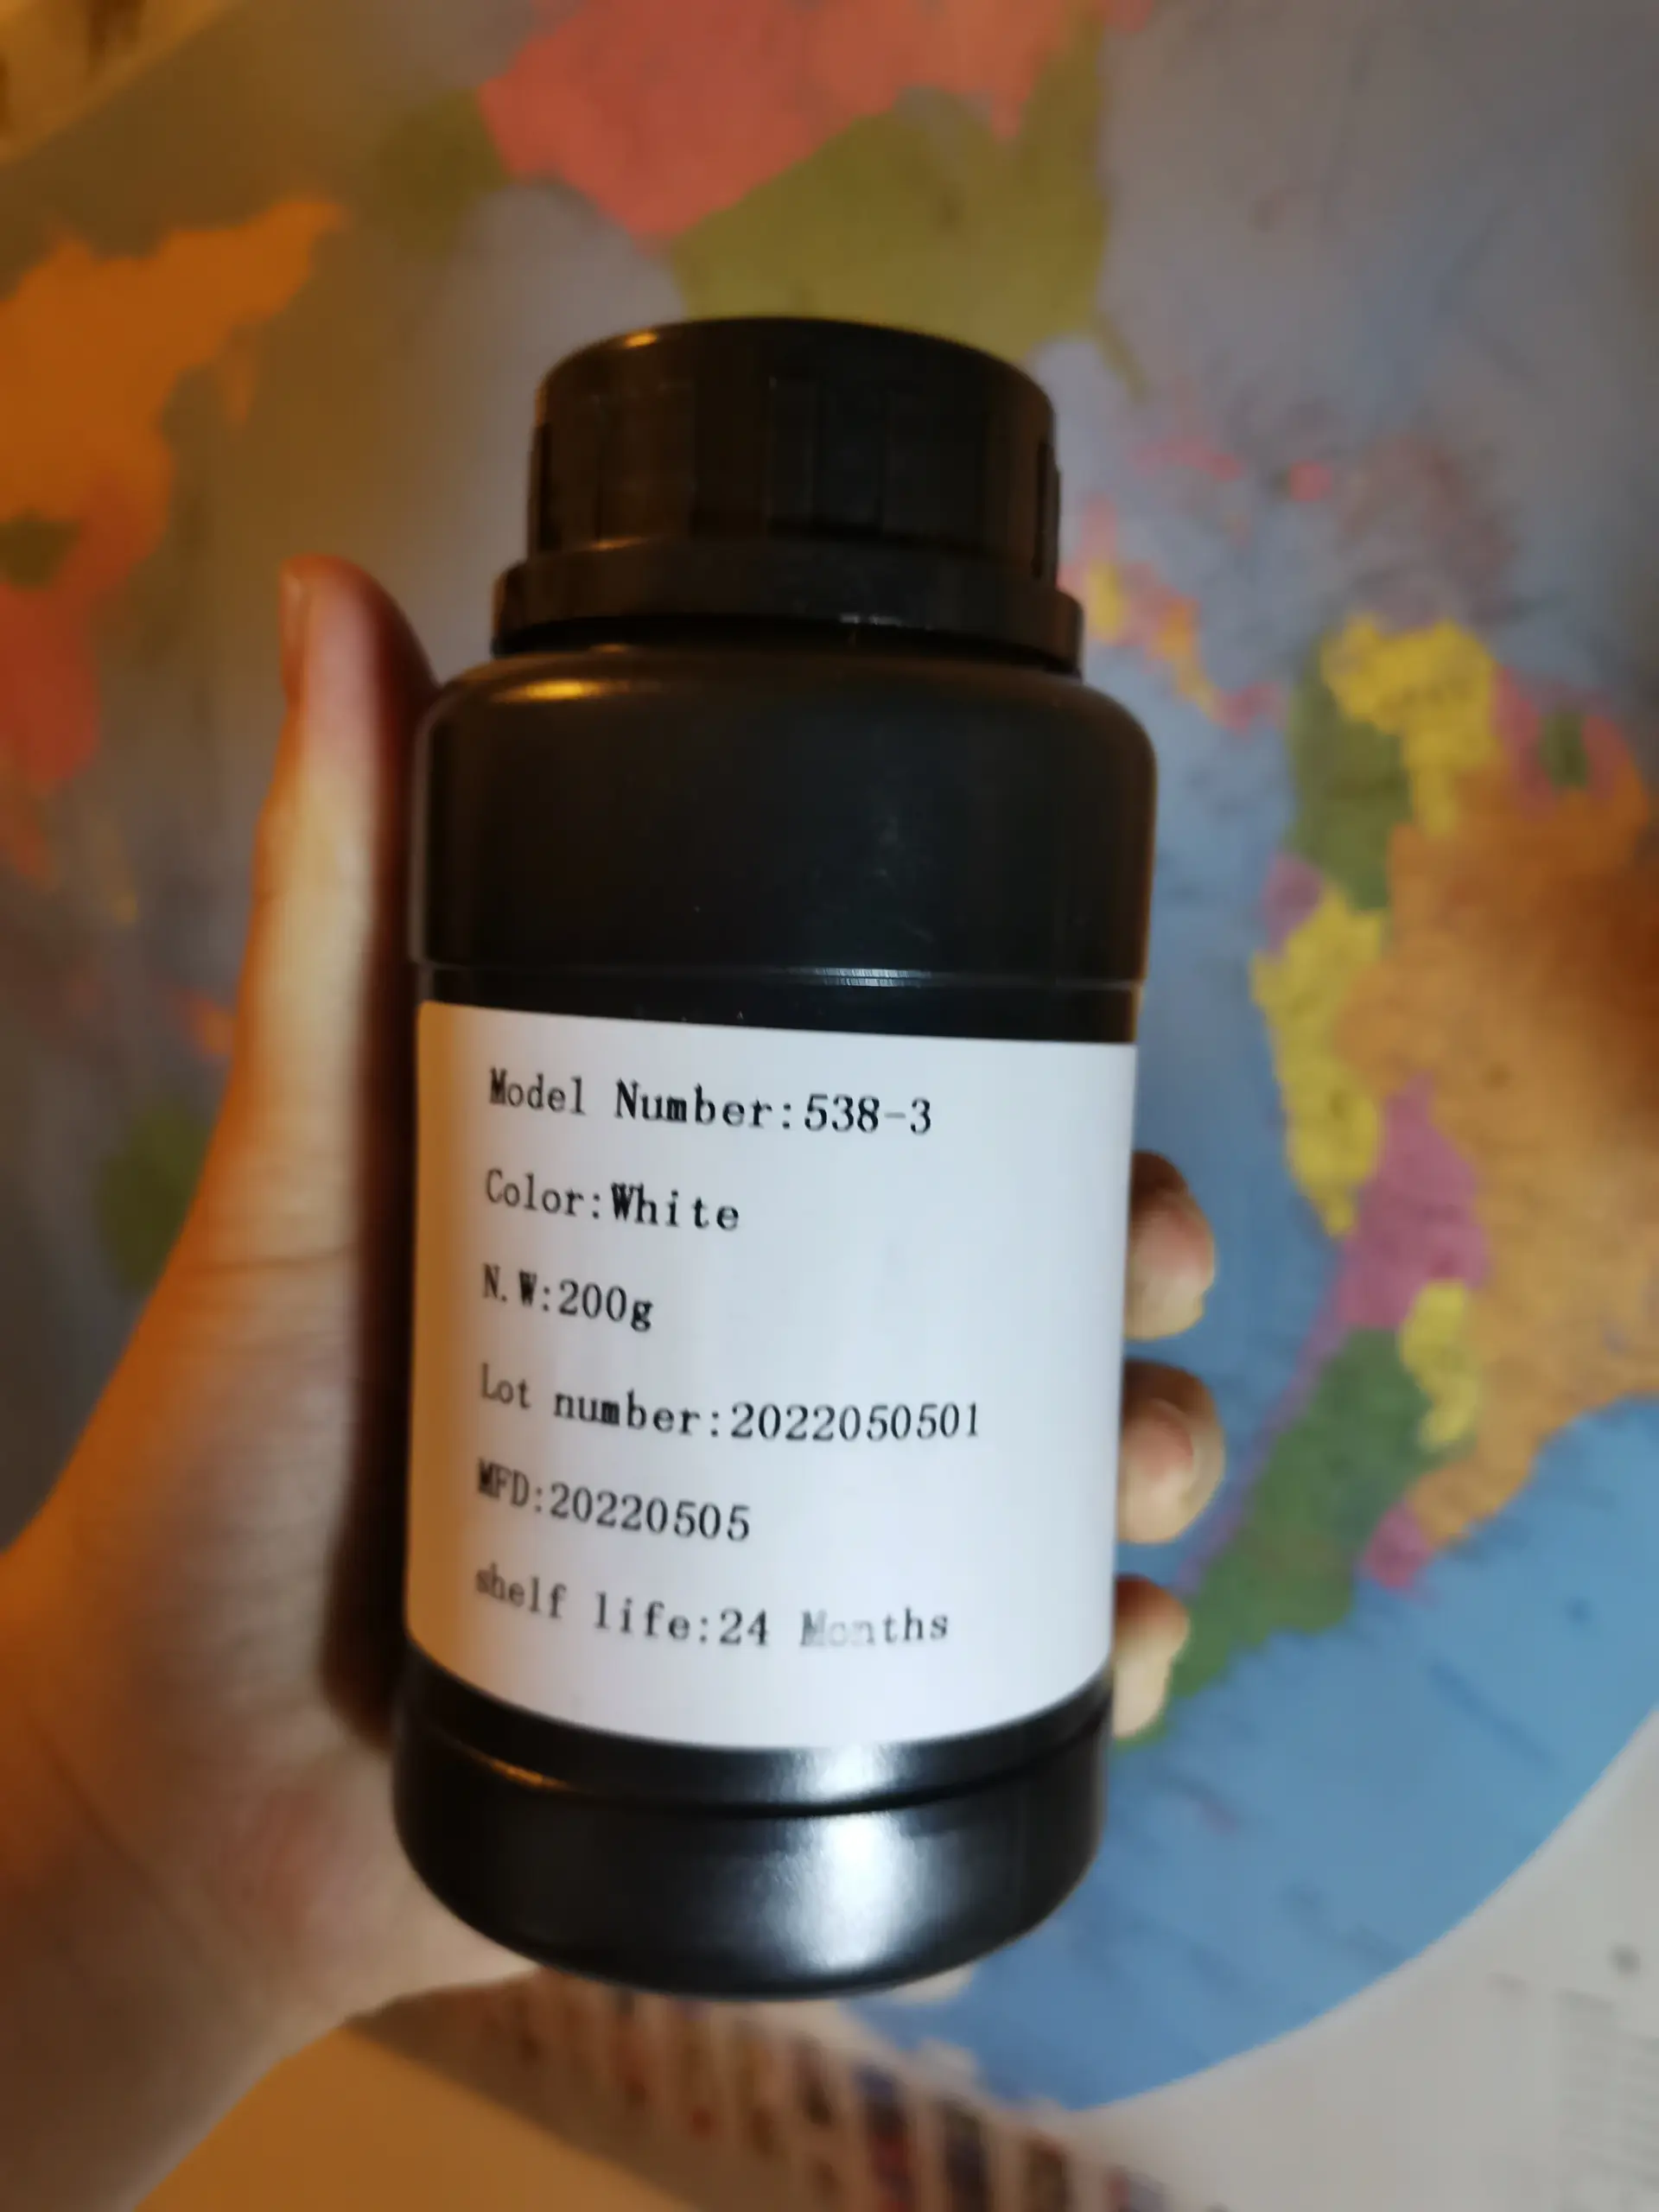 Model Number:538-3
Color:White
N.W:200g
Lot number:2022050501
MFD:20220505
shelf life:24 Months